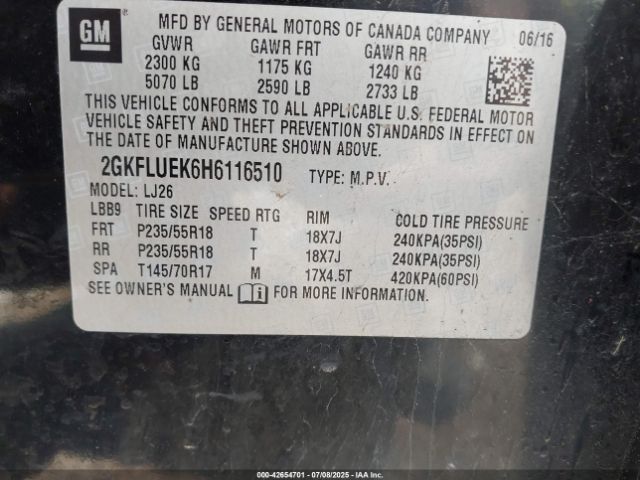 GM
MFD BY GENERAL MOTORS OF CANADA COMPANY 06/16
GVWR GAWR FRT GAWR RR
2300 KG 1175 KG 1240 KG
5070 LB 2590 LB 2733 LB
THIS VEHICLE CONFORMS TO ALL APPLICABLE U.S. FEDERAL MOTOR
VEHICLE SAFETY AND THEFT PREVENTION STANDARDS IN EFFECT ON
THE DATE OF MANUFACTURE SHOWN ABOVE.
2GKFLUEK6H6116510 TYPE: M.P.V.
MODEL: LJ26
LBB9 TIRE SIZE SPEED RTG RIM COLD TIRE PRESSURE
FRT P235/55R18 T 18X7J 240KPA(35PSI)
RR P235/55R18 T 18X7J 240KPA(35PSI)
SPA T145/70R17 M 17X4.5T 420KPA(60PSI)
SEE OWNER'S MANUAL FOR MORE INFORMATION.
000-42654701 - 07/08/2025 - IAAI.com